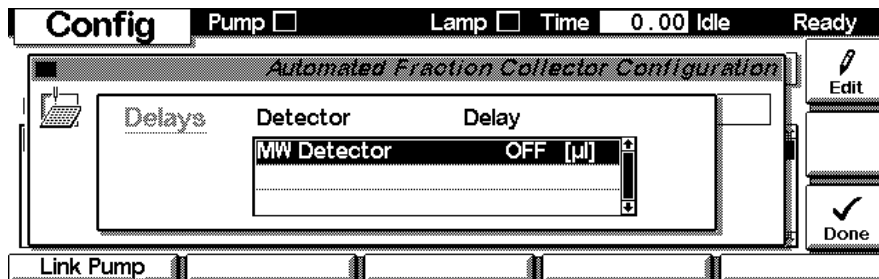 Config Pump Lamp Time 0.00 Idle Ready
Automated Fraction Collector Configuration
Edit
Delays Detector Delay
MW Detector OFF [µl]
Done
Link Pump